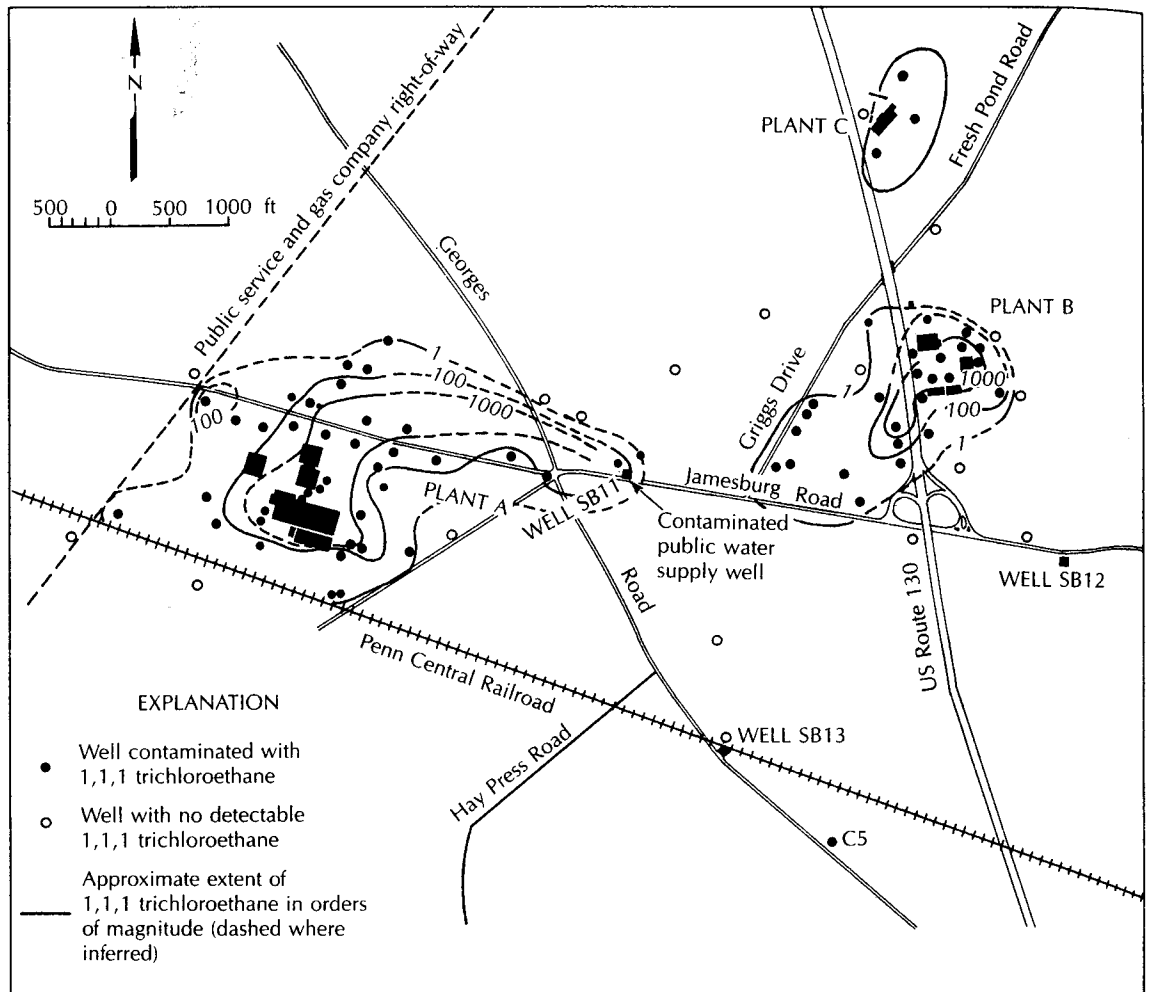 N
500 0 500 1000 ft
Public service and gas company right-of-way
Georges
PLANT C
Fresh Pond Road
PLANT B
Griggs Drive
1
100
1000
100
1
1000
100
1
PLANT A
WELL SB11
Jamesburg Road
Contaminated
public water
supply well
WELL SB12
Road
US Route 130
Penn Central Railroad
Hay Press Road
WELL SB13
C5
EXPLANATION
Well contaminated with
1,1,1 trichloroethane
Well with no detectable
1,1,1 trichloroethane
Approximate extent of
1,1,1 trichloroethane in orders
of magnitude (dashed where
inferred)